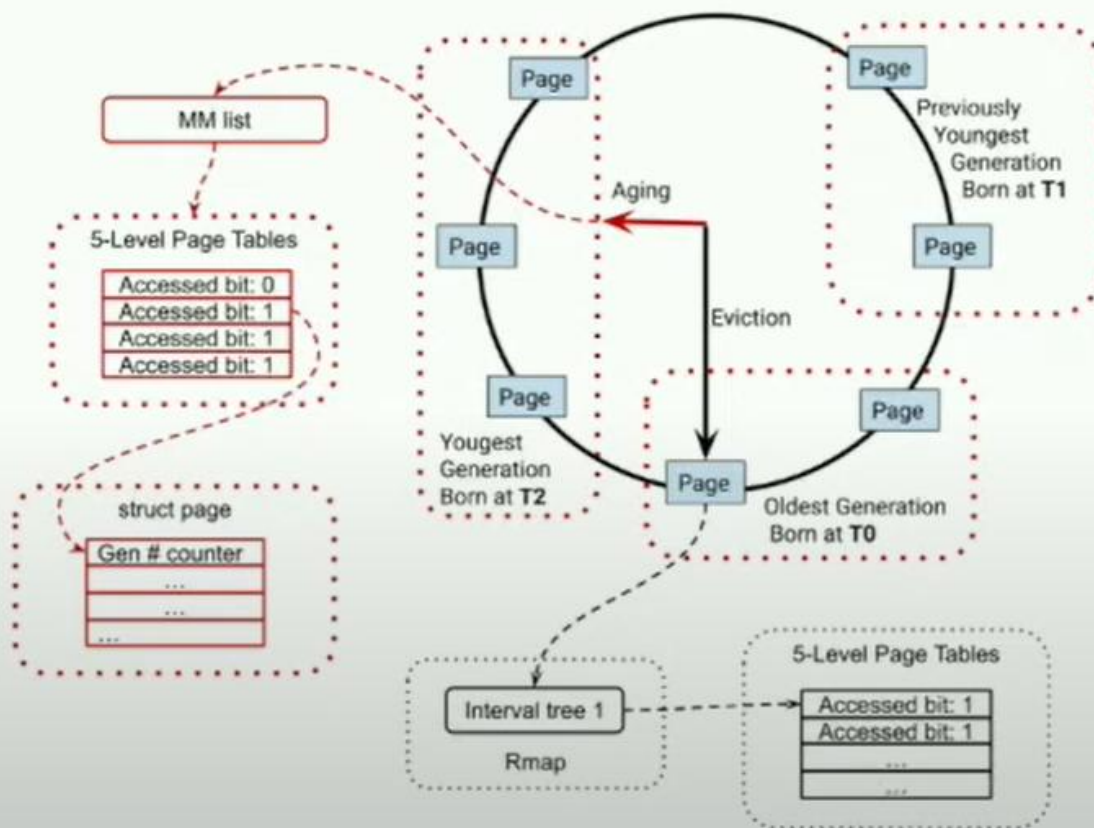 Page
Page
MM list
Previously
Youngest
Generation
Born at T1
Aging
5-Level Page Tables
Page
Page
Accessed bit: 0
Accessed bit: 1
Accessed bit: 1
Accessed bit: 1
Eviction
Page
Page
Yougest
Generation
Born at T2
Page
Oldest Generation
Born at T0
struct page
Gen # counter
...
...
...
5-Level Page Tables
Interval tree 1
Rmap
Accessed bit: 1
Accessed bit: 1
...
...